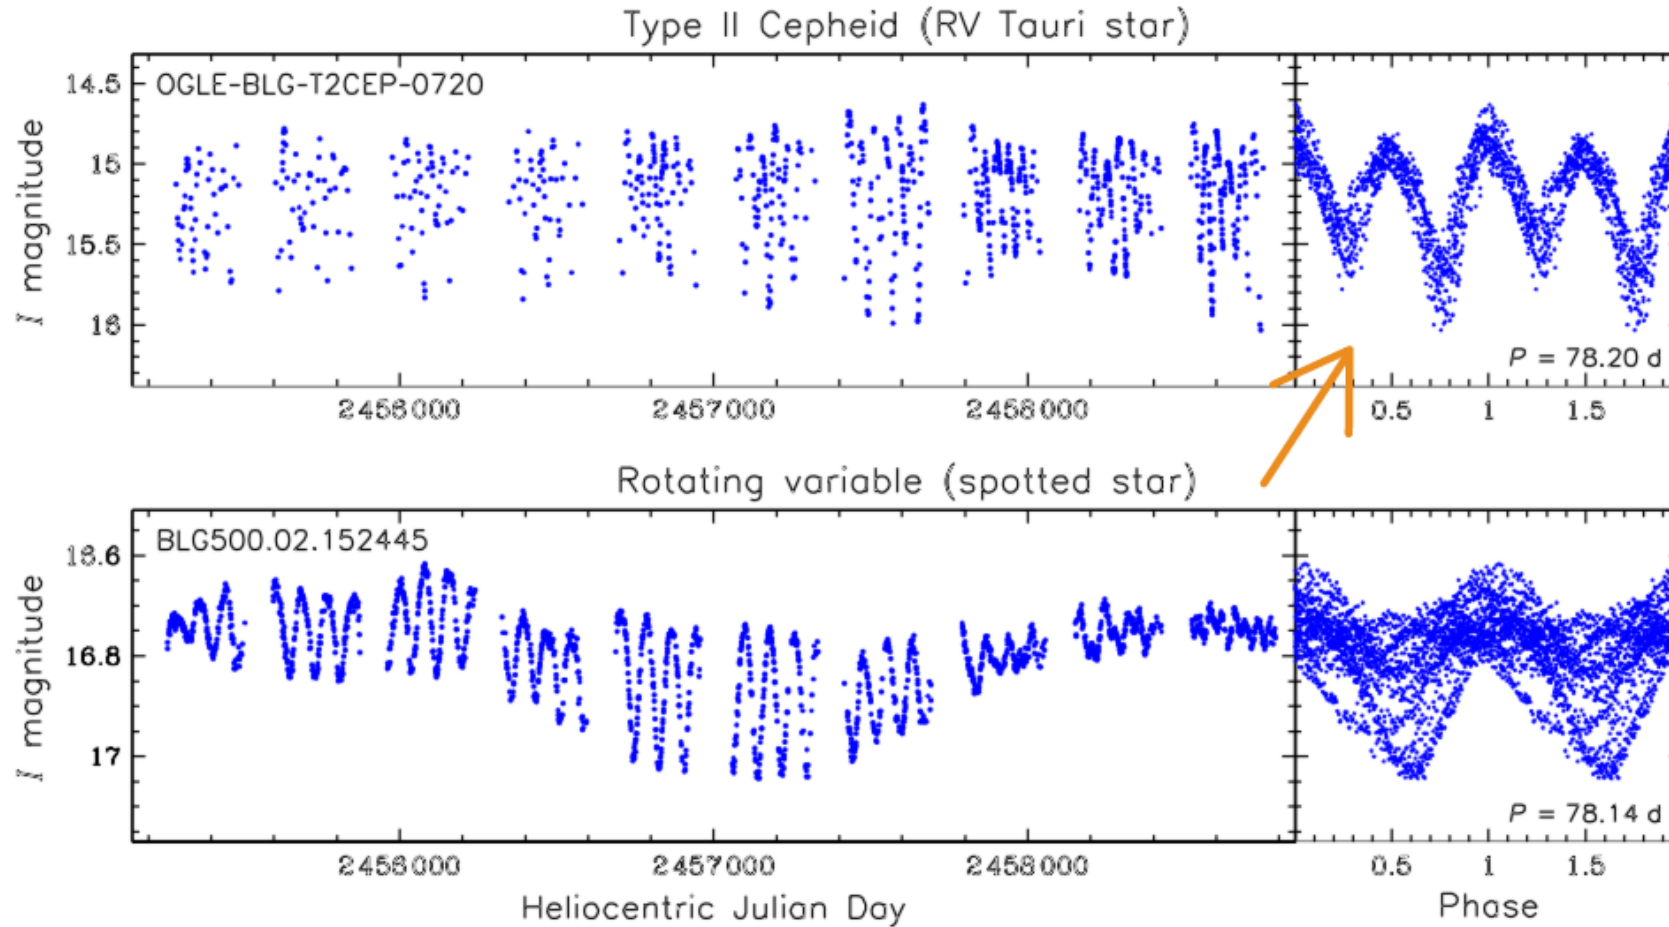 Type II Cepheid (RV Tauri star)
OGLE-BLG-T2CEP-0720
14.5
15
15.5
16
I magnitude
P = 78.20 d
2456000 2457000 2458000 0.5 1 1.5
Rotating variable (spotted star)
BLG500.02.152445
16.6
16.8
17
I magnitude
P = 78.14 d
2456000 2457000 2458000 0.5 1 1.5
Heliocentric Julian Day Phase